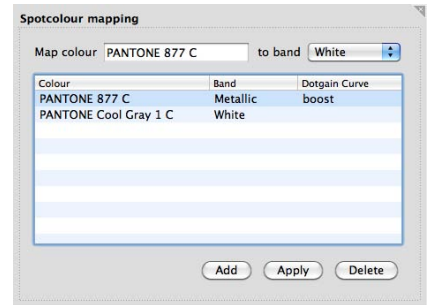 Spotcolour mapping
Map colour PANTONE 877 C to band White
Colour Band Dotgain Curve
PANTONE 877 C Metallic boost
PANTONE Cool Gray 1 C White
Add Apply Delete